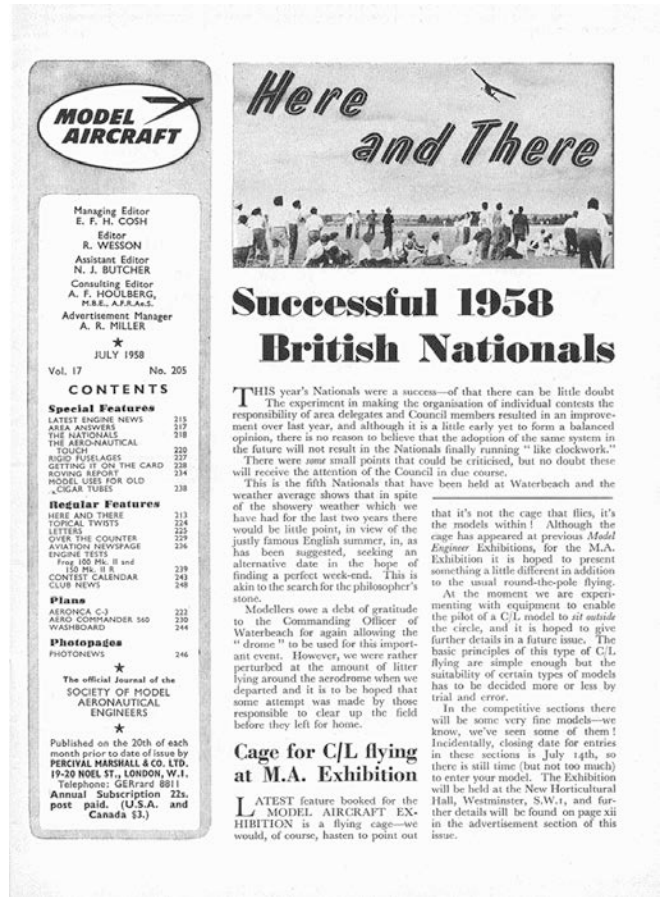 MODEL
AIRCRAFT
Managing Editor
E. F. H. COSH
Editor
R. WESSON
Assistant Editor
N. J. BUTCHER
Consulting Editor
A. F. HOULBERG,
M.B.E., A.F.R.Ae.S.
Advertisement Manager
A. R. MILLER
★
JULY 1958
Vol. 17 No. 205
CONTENTS
Special Features
LATEST ENGINE NEWS 215
AREA ANSWERS 217
THE NATIONALS 218
THE AERO-NAUTICAL
TOUCH 220
RIGID FUSELAGES 227
GETTING IT ON THE CARD 228
ROVING REPORT 234
MODEL USES FOR OLD
CIGAR TUBES 238
Regular Features
HERE AND THERE 213
TOPICAL TWISTS 224
LETTERS 225
OVER THE COUNTER 229
AVIATION NEWSPAGE 236
ENGINE TESTS
Frog 100 Mk. II and
150 Mk. II R 239
CONTEST CALENDAR 243
CLUB NEWS 248
Plans
AERONCA C-3 222
AERO COMMANDER 560 230
WASHBOARD 244
Photopages
PHOTONEWS 246
★
The official Journal of the
SOCIETY OF MODEL
AERONAUTICAL
ENGINEERS
★
Published on the 20th of each
month prior to date of issue by
PERCIVAL MARSHALL & CO. LTD.
19-20 NOEL ST., LONDON, W.1.
Telephone: GERrard 8811
Annual Subscription 22s.
post paid. (U.S.A. and
Canada $3.)
Here
and There
Successful 1958
British Nationals
THIS year's Nationals were a success—of that there can be little doubt
The experiment in making the organisation of individual contests the
responsibility of area delegates and Council members resulted in an improve-
ment over last year, and although it is a little early yet to form a balanced
opinion, there is no reason to believe that the adoption of the same system in
the future will not result in the Nationals finally running " like clockwork."
There were some small points that could be criticised, but no doubt these
will receive the attention of the Council in due course.
This is the fifth Nationals that have been held at Waterbeach and the
weather average shows that in spite
of the showery weather which we
have had for the last two years there
would be little point, in view of the
justly famous English summer, in, as
has been suggested, seeking an
alternative date in the hope of
finding a perfect week-end. This is
akin to the search for the philosopher's
stone.
Modellers owe a debt of gratitude
to the Commanding Officer of
Waterbeach for again allowing the
" drome " to be used for this import-
ant event. However, we were rather
perturbed at the amount of litter
lying around the aerodrome when we
departed and it is to be hoped that
some attempt was made by those
responsible to clear up the field
before they left for home.
Cage for C/L flying
at M.A. Exhibition
LATEST feature booked for the
MODEL AIRCRAFT EX-
HIBITION is a flying cage—we
would, of course, hasten to point out
that it's not the cage that flies, it's
the models within ! Although the
cage has appeared at previous Model
Engineer Exhibitions, for the M.A.
Exhibition it is hoped to present
something a little different in addition
to the usual round-the-pole flying.
At the moment we are experi-
menting with equipment to enable
the pilot of a C/L model to sit outside
the circle, and it is hoped to give
further details in a future issue. The
basic principles of this type of C/L
flying are simple enough but the
suitability of certain types of models
has to be decided more or less by
trial and error.
In the competitive sections there
will be some very fine models—we
know, we've seen some of them !
Incidentally, closing date for entries
in these sections is July 14th, so
there is still time (but not too much)
to enter your model. The Exhibition
will be held at the New Horticultural
Hall, Westminster, S.W.1, and fur-
ther details will be found on page xii
in the advertisement section of this
issue.